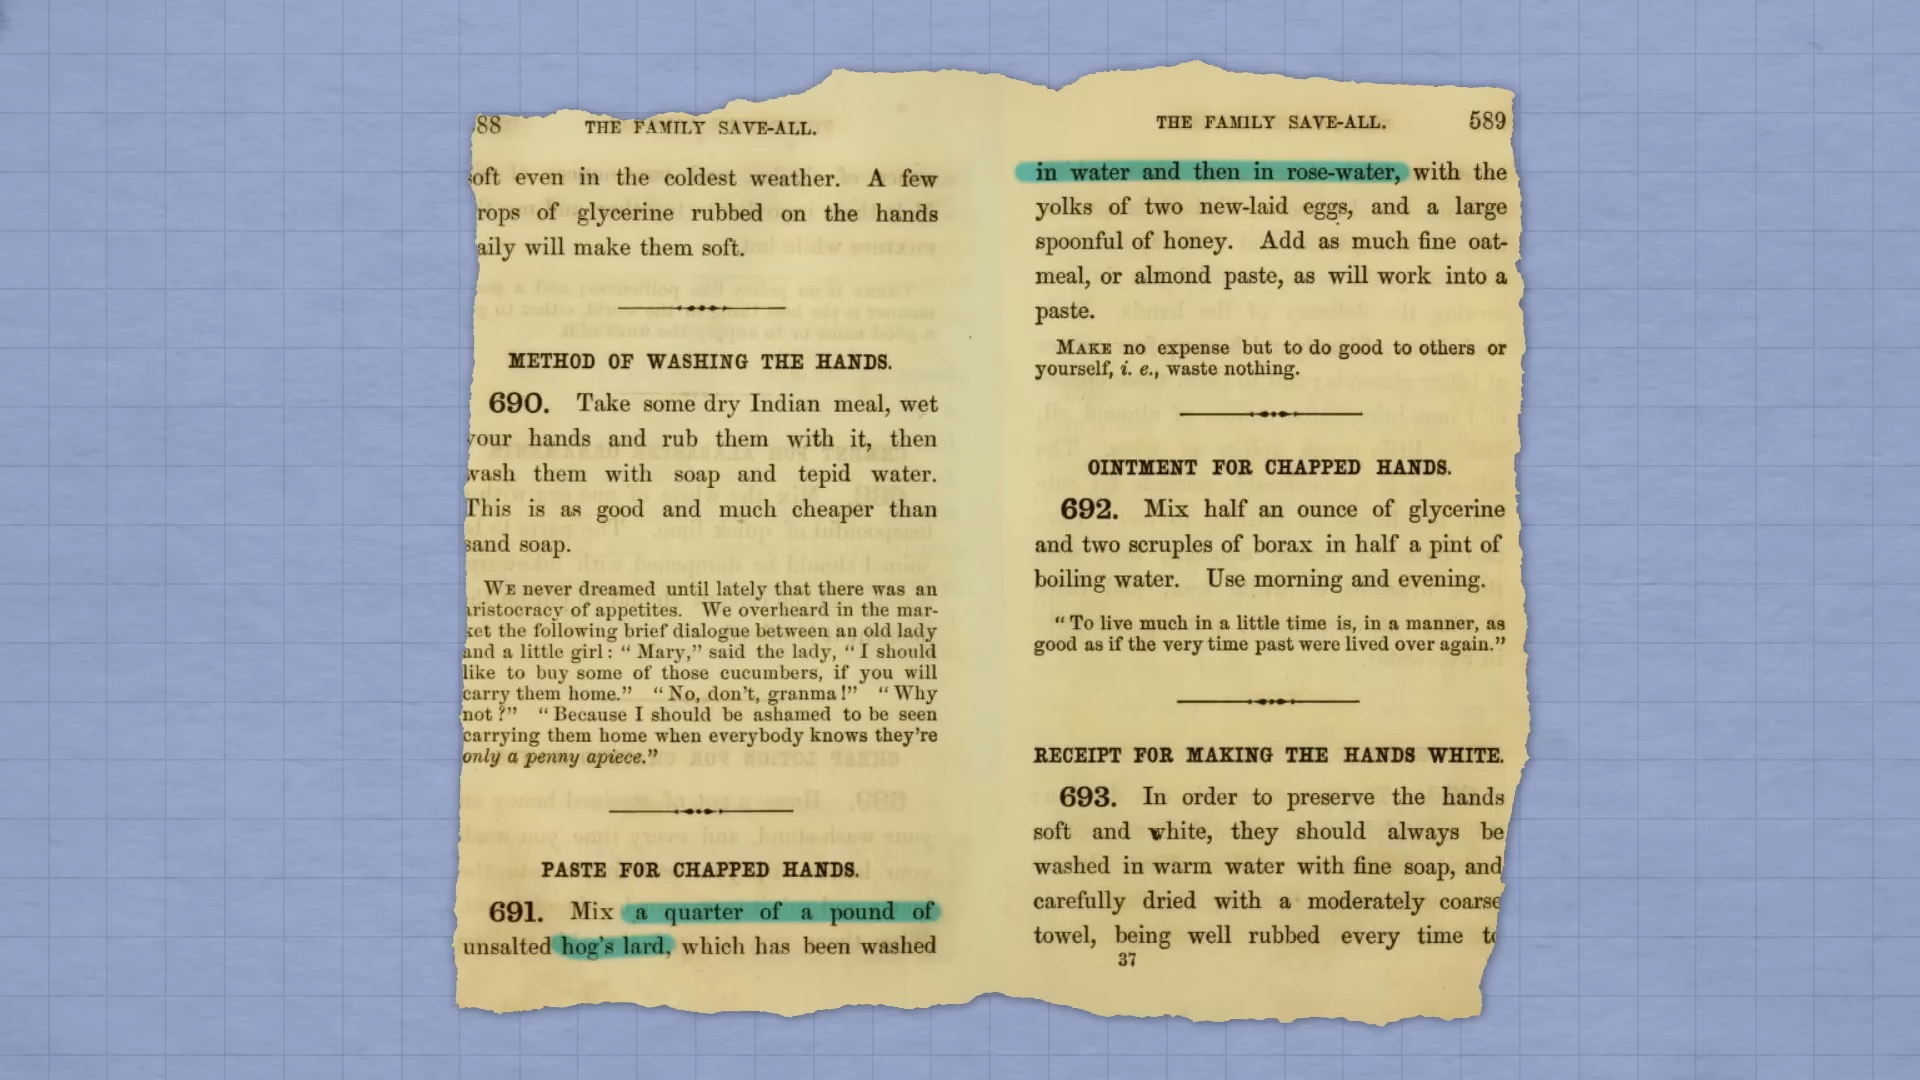 88 THE FAMILY SAVE-ALL.
oft even in the coldest weather. A few
rops of glycerine rubbed on the hands
aily will make them soft.
METHOD OF WASHING THE HANDS.
690. Take some dry Indian meal, wet
your hands and rub them with it, then
wash them with soap and tepid water.
This is as good and much cheaper than
sand soap.
WE never dreamed until lately that there was an
aristocracy of appetites. We overheard in the mar-
ket the following brief dialogue between an old lady
and a little girl: “Mary,” said the lady, “I should
like to buy some of those cucumbers, if you will
carry them home.” “No, don't, granma!” “Why
not?” “Because I should be ashamed to be seen
carrying them home when everybody knows they're
only a penny apiece.”
PASTE FOR CHAPPED HANDS.
691. Mix a quarter of a pound of
unsalted hog's lard, which has been washed
THE FAMILY SAVE-ALL. 589
in water and then in rose-water, with the
yolks of two new-laid eggs, and a large
spoonful of honey. Add as much fine oat-
meal, or almond paste, as will work into a
paste.
MAKE no expense but to do good to others or
yourself, i. e., waste nothing.
OINTMENT FOR CHAPPED HANDS.
692. Mix half an ounce of glycerine
and two scruples of borax in half a pint of
boiling water. Use morning and evening.
“To live much in a little time is, in a manner, as
good as if the very time past were lived over again.”
RECEIPT FOR MAKING THE HANDS WHITE.
693. In order to preserve the hands
soft and white, they should always be
washed in warm water with fine soap, and
carefully dried with a moderately coarse
towel, being well rubbed every time to
37